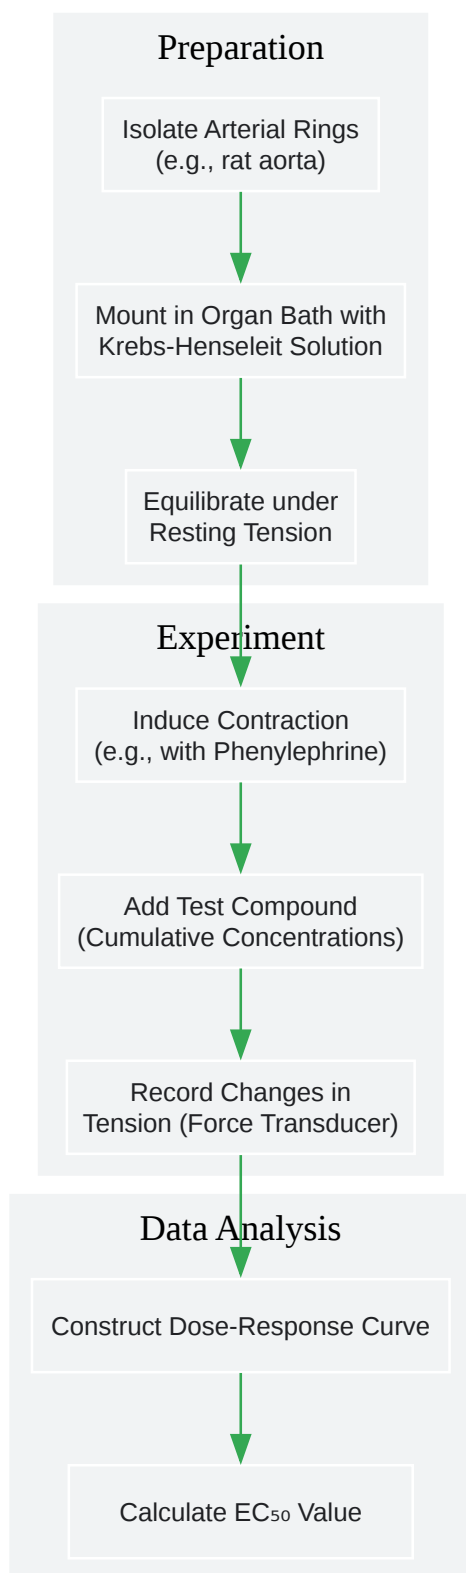 Preparation
Isolate Arterial Rings
(e.g., rat aorta)
Mount in Organ Bath with
Krebs-Henseleit Solution
Equilibrate under
Resting Tension
Experiment
Induce Contraction
(e.g., with Phenylephrine)
Add Test Compound
(Cumulative Concentrations)
Record Changes in
Tension (Force Transducer)
Data Analysis
Construct Dose-Response Curve
Calculate EC₅₀ Value